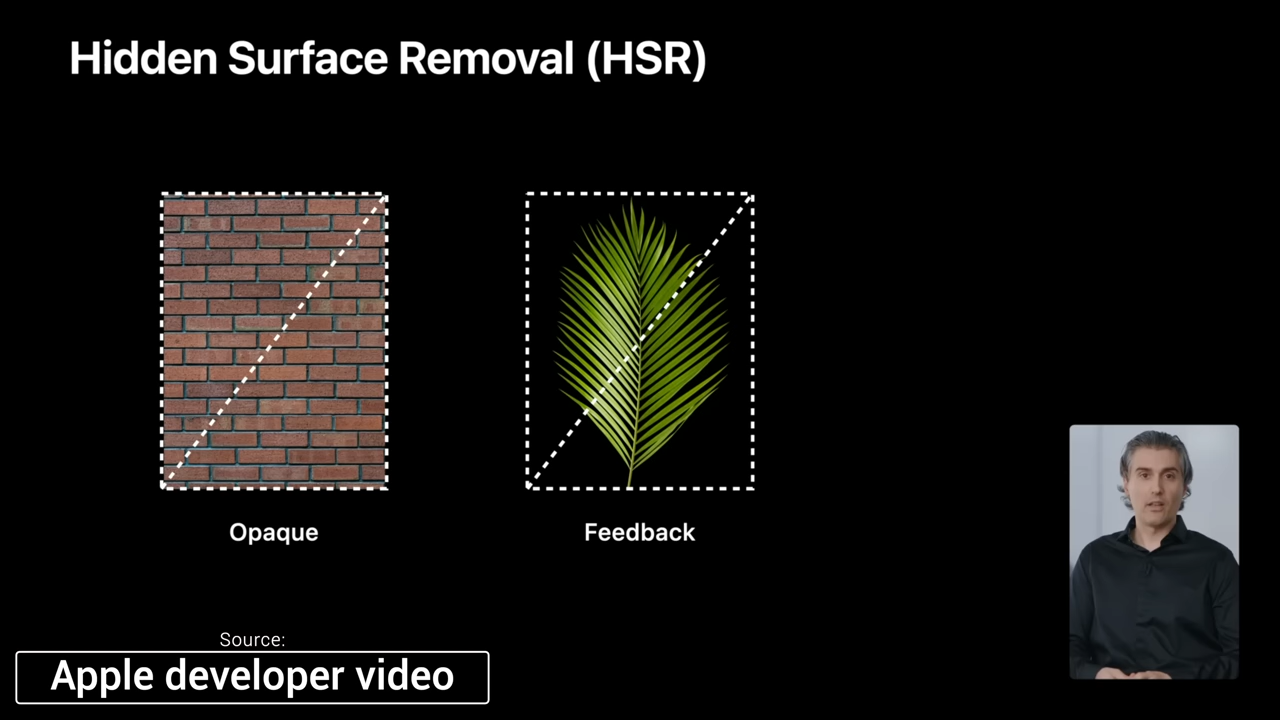 Hidden Surface Removal (HSR)
Opaque
Feedback
Source:
Apple developer video